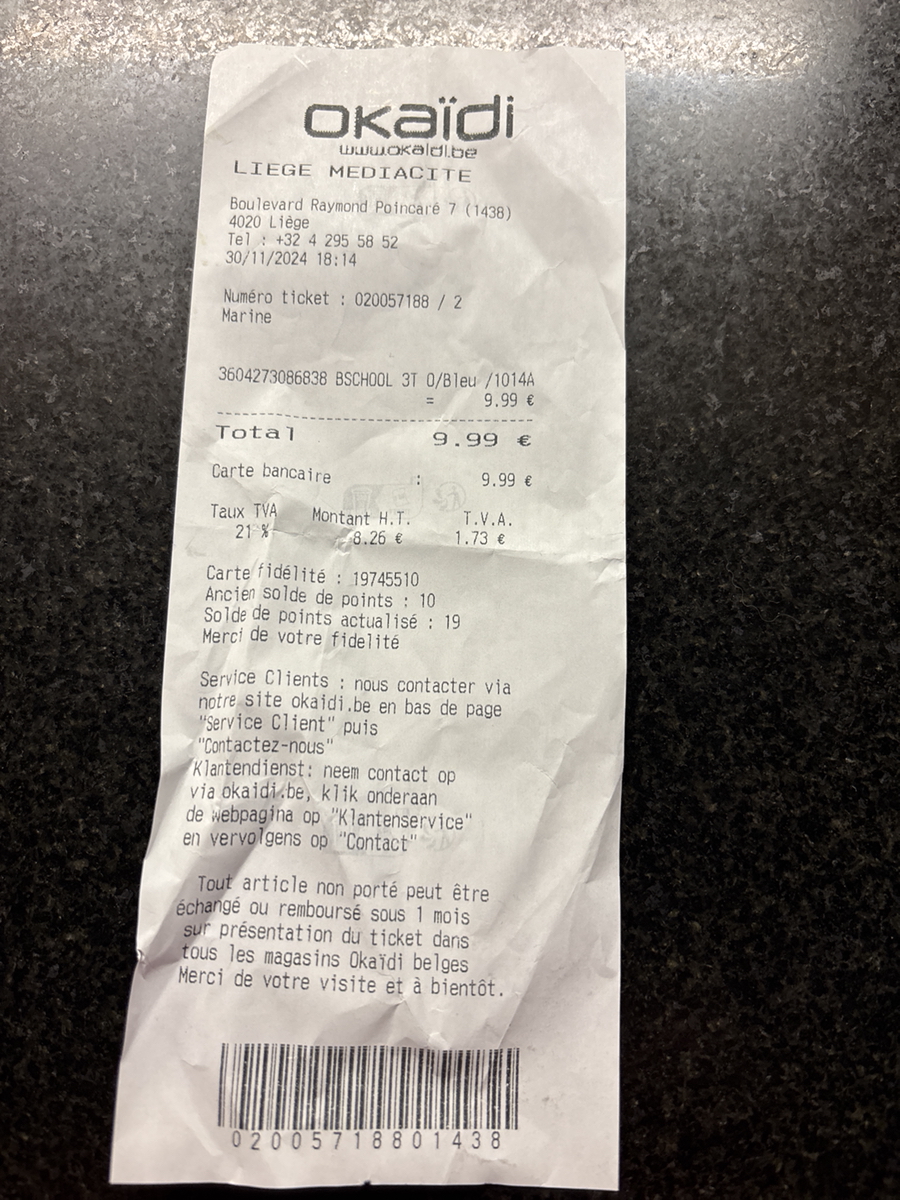 okaïdi
www.okaidi.be
LIEGE MEDIACITE
Boulevard Raymond Poincaré 7 (1438)
4020 Liège
Tel : +32 4 295 58 52
30/11/2024 18:14
Numéro ticket : 020057188 / 2
Marine
3604273086838 BSCHOOL 3T O/Bleu /1014A
= 9.99 €
Total 9.99 €
Carte bancaire : 9.99 €
Taux TVA Montant H.T. T.V.A.
21 % 8.26 € 1.73 €
Carte fidélité : 19745510
Ancien solde de points : 10
Solde de points actualisé : 19
Merci de votre fidelité
Service Clients : nous contacter via
notre site okaidi.be en bas de page
"Service Client" puis
"Contactez-nous"
Klantendienst: neem contact op
via okaidi.be, klik onderaan
de webpagina op "Klantenservice"
en vervolgens op "Contact"
Tout article non porté peut être
échangé ou remboursé sous 1 mois
sur présentation du ticket dans
tous les magasins Okaïdi belges
Merci de votre visite et à bientôt.
02005718801438